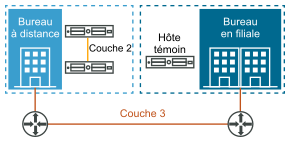 Bureau
à distance
Couche 2
Hôte
témoin
Bureau
en filiale
Couche 3